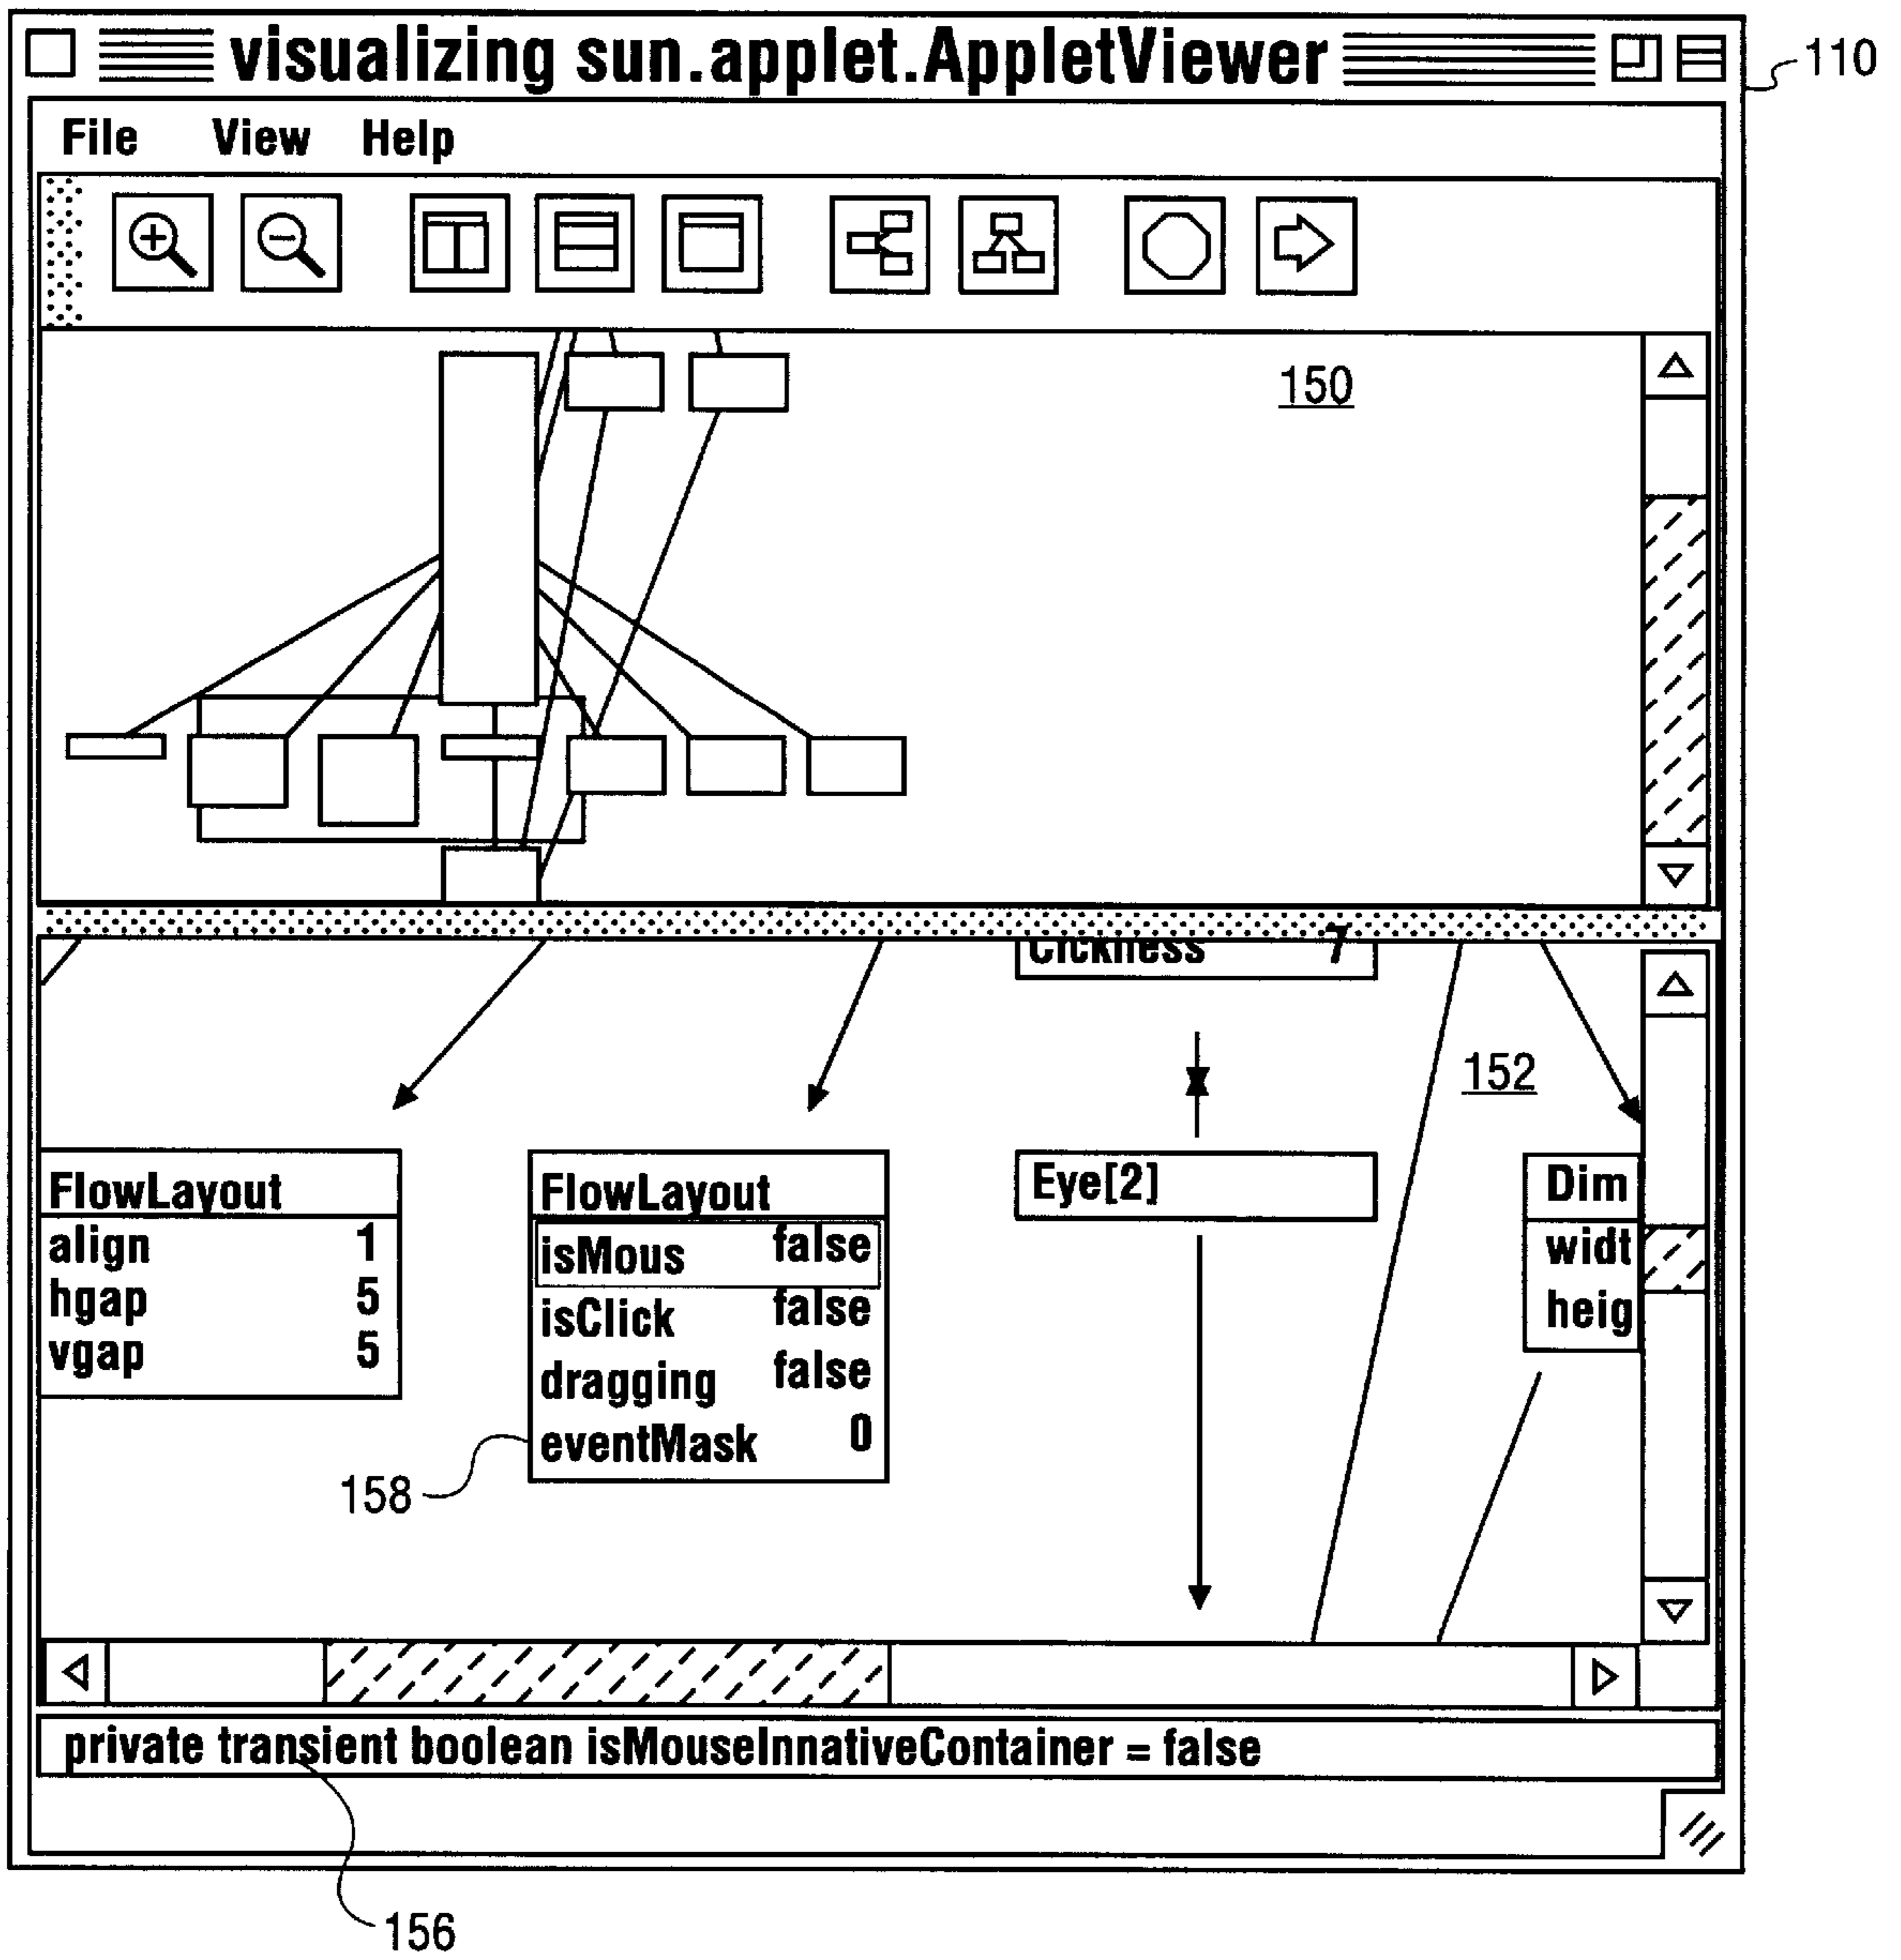 visualizing sun.applet.AppletViewer
110
File View Help
150
Cickness 7
152
FlowLayout
align 1
hgap 5
vgap 5
FlowLayout
isMous false
isClick false
dragging false
eventMask 0
158
Eye[2]
Dim
widt
heig
private transient boolean isMouseInnativeContainer = false
156